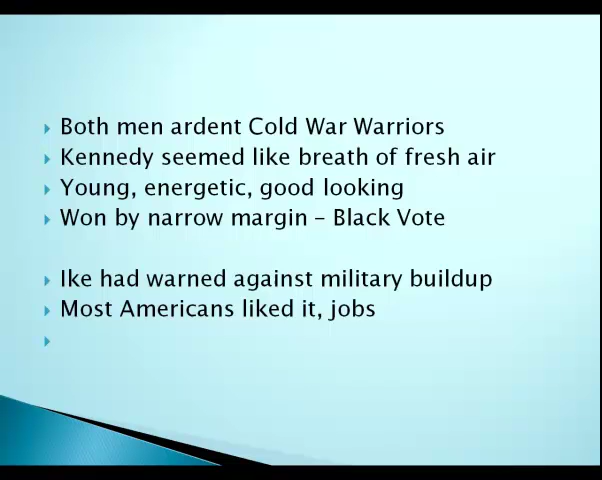 Both men ardent Cold War Warriors
Kennedy seemed like breath of fresh air
Young, energetic, good looking
Won by narrow margin – Black Vote
Ike had warned against military buildup
Most Americans liked it, jobs